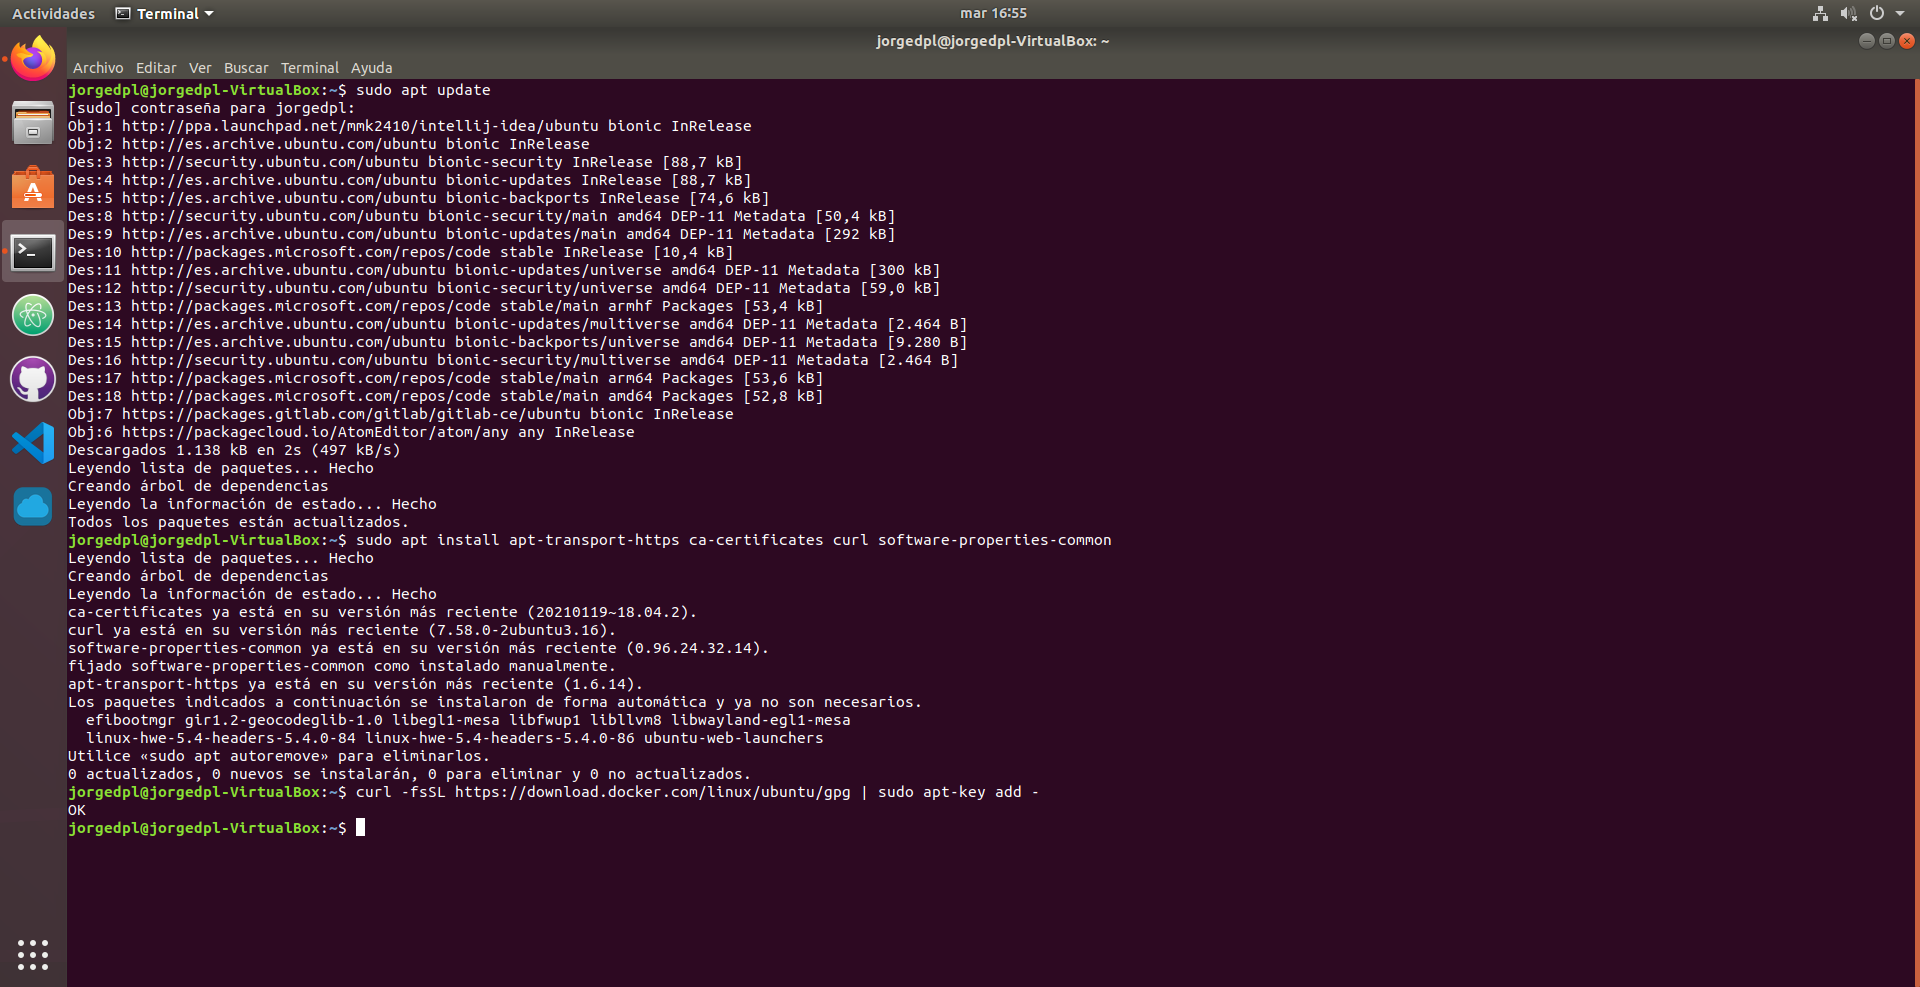 Actividades Terminal mar 16:55
jorgedpl@jorgedpl-VirtualBox: ~
Archivo Editar Ver Buscar Terminal Ayuda
jorgedpl@jorgedpl-VirtualBox:~$ sudo apt update
[sudo] contraseña para jorgedpl:
Obj:1 http://ppa.launchpad.net/mmk2410/intellij-idea/ubuntu bionic InRelease
Obj:2 http://es.archive.ubuntu.com/ubuntu bionic InRelease
Des:3 http://security.ubuntu.com/ubuntu bionic-security InRelease [88,7 kB]
Des:4 http://es.archive.ubuntu.com/ubuntu bionic-updates InRelease [88,7 kB]
Des:5 http://es.archive.ubuntu.com/ubuntu bionic-backports InRelease [74,6 kB]
Des:8 http://security.ubuntu.com/ubuntu bionic-security/main amd64 DEP-11 Metadata [50,4 kB]
Des:9 http://es.archive.ubuntu.com/ubuntu bionic-updates/main amd64 DEP-11 Metadata [292 kB]
Des:10 http://packages.microsoft.com/repos/code stable InRelease [10,4 kB]
Des:11 http://es.archive.ubuntu.com/ubuntu bionic-updates/universe amd64 DEP-11 Metadata [300 kB]
Des:12 http://security.ubuntu.com/ubuntu bionic-security/universe amd64 DEP-11 Metadata [59,0 kB]
Des:13 http://packages.microsoft.com/repos/code stable/main armhf Packages [53,4 kB]
Des:14 http://es.archive.ubuntu.com/ubuntu bionic-updates/multiverse amd64 DEP-11 Metadata [2.464 B]
Des:15 http://es.archive.ubuntu.com/ubuntu bionic-backports/universe amd64 DEP-11 Metadata [9.280 B]
Des:16 http://security.ubuntu.com/ubuntu bionic-security/multiverse amd64 DEP-11 Metadata [2.464 B]
Des:17 http://packages.microsoft.com/repos/code stable/main arm64 Packages [53,6 kB]
Des:18 http://packages.microsoft.com/repos/code stable/main amd64 Packages [52,8 kB]
Obj:7 https://packages.gitlab.com/gitlab/gitlab-ce/ubuntu bionic InRelease
Obj:6 https://packagecloud.io/AtomEditor/atom/any any InRelease
Descargados 1.138 kB en 2s (497 kB/s)
Leyendo lista de paquetes... Hecho
Creando árbol de dependencias
Leyendo la información de estado... Hecho
Todos los paquetes están actualizados.
jorgedpl@jorgedpl-VirtualBox:~$ sudo apt install apt-transport-https ca-certificates curl software-properties-common
Leyendo lista de paquetes... Hecho
Creando árbol de dependencias
Leyendo la información de estado... Hecho
ca-certificates ya está en su versión más reciente (20210119~18.04.2).
curl ya está en su versión más reciente (7.58.0-2ubuntu3.16).
software-properties-common ya está en su versión más reciente (0.96.24.32.14).
fijado software-properties-common como instalado manualmente.
apt-transport-https ya está en su versión más reciente (1.6.14).
Los paquetes indicados a continuación se instalaron de forma automática y ya no son necesarios.
efibootmgr gir1.2-geocodeglib-1.0 libegl1-mesa libfwup1 libllvm8 libwayland-egl1-mesa
linux-hwe-5.4-headers-5.4.0-84 linux-hwe-5.4-headers-5.4.0-86 ubuntu-web-launchers
Utilice «sudo apt autoremove» para eliminarlos.
0 actualizados, 0 nuevos se instalarán, 0 para eliminar y 0 no actualizados.
jorgedpl@jorgedpl-VirtualBox:~$ curl -fsSL https://download.docker.com/linux/ubuntu/gpg | sudo apt-key add -
OK
jorgedpl@jorgedpl-VirtualBox:~$